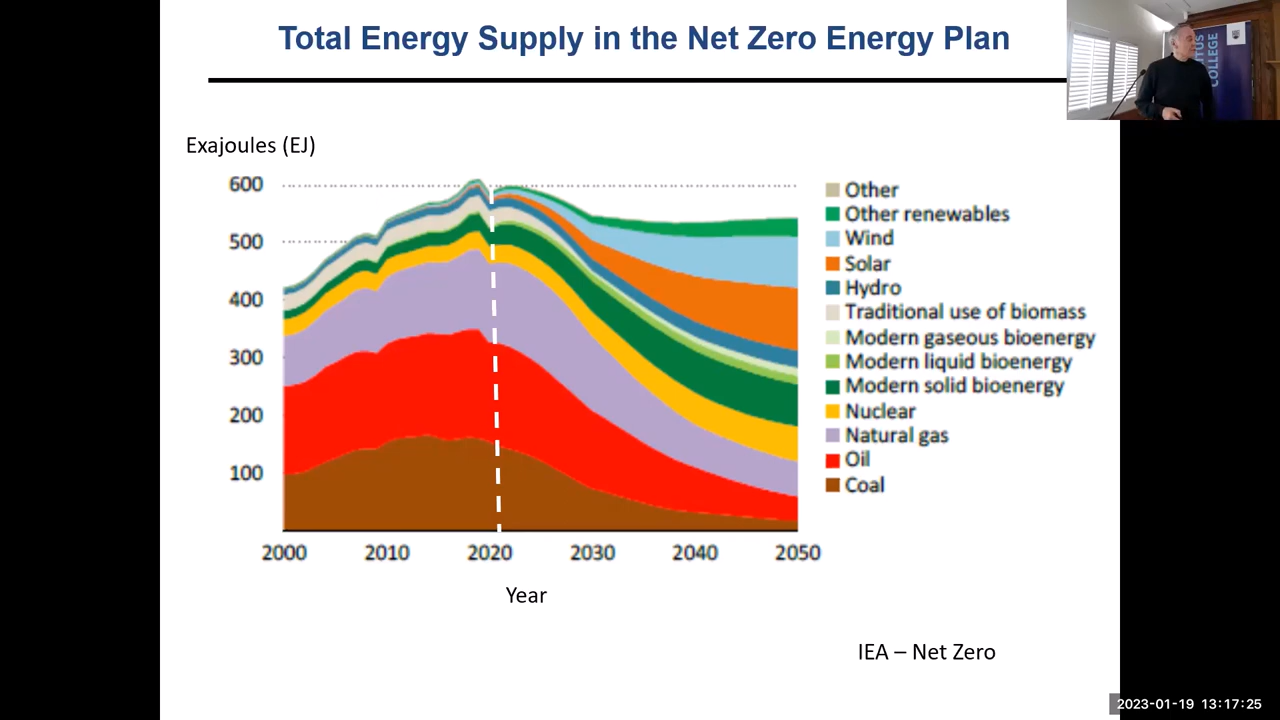 Total Energy Supply in the Net Zero Energy Plan
COLLEGE
Exajoules (EJ)
600
500
400
300
200
100
2000
2010
2020
2030
2040
2050
Year
Other
Other renewables
Wind
Solar
Hydro
Traditional use of biomass
Modern gaseous bioenergy
Modern liquid bioenergy
Modern solid bioenergy
Nuclear
Natural gas
Oil
Coal
IEA – Net Zero
2023-01-19 13:17:25